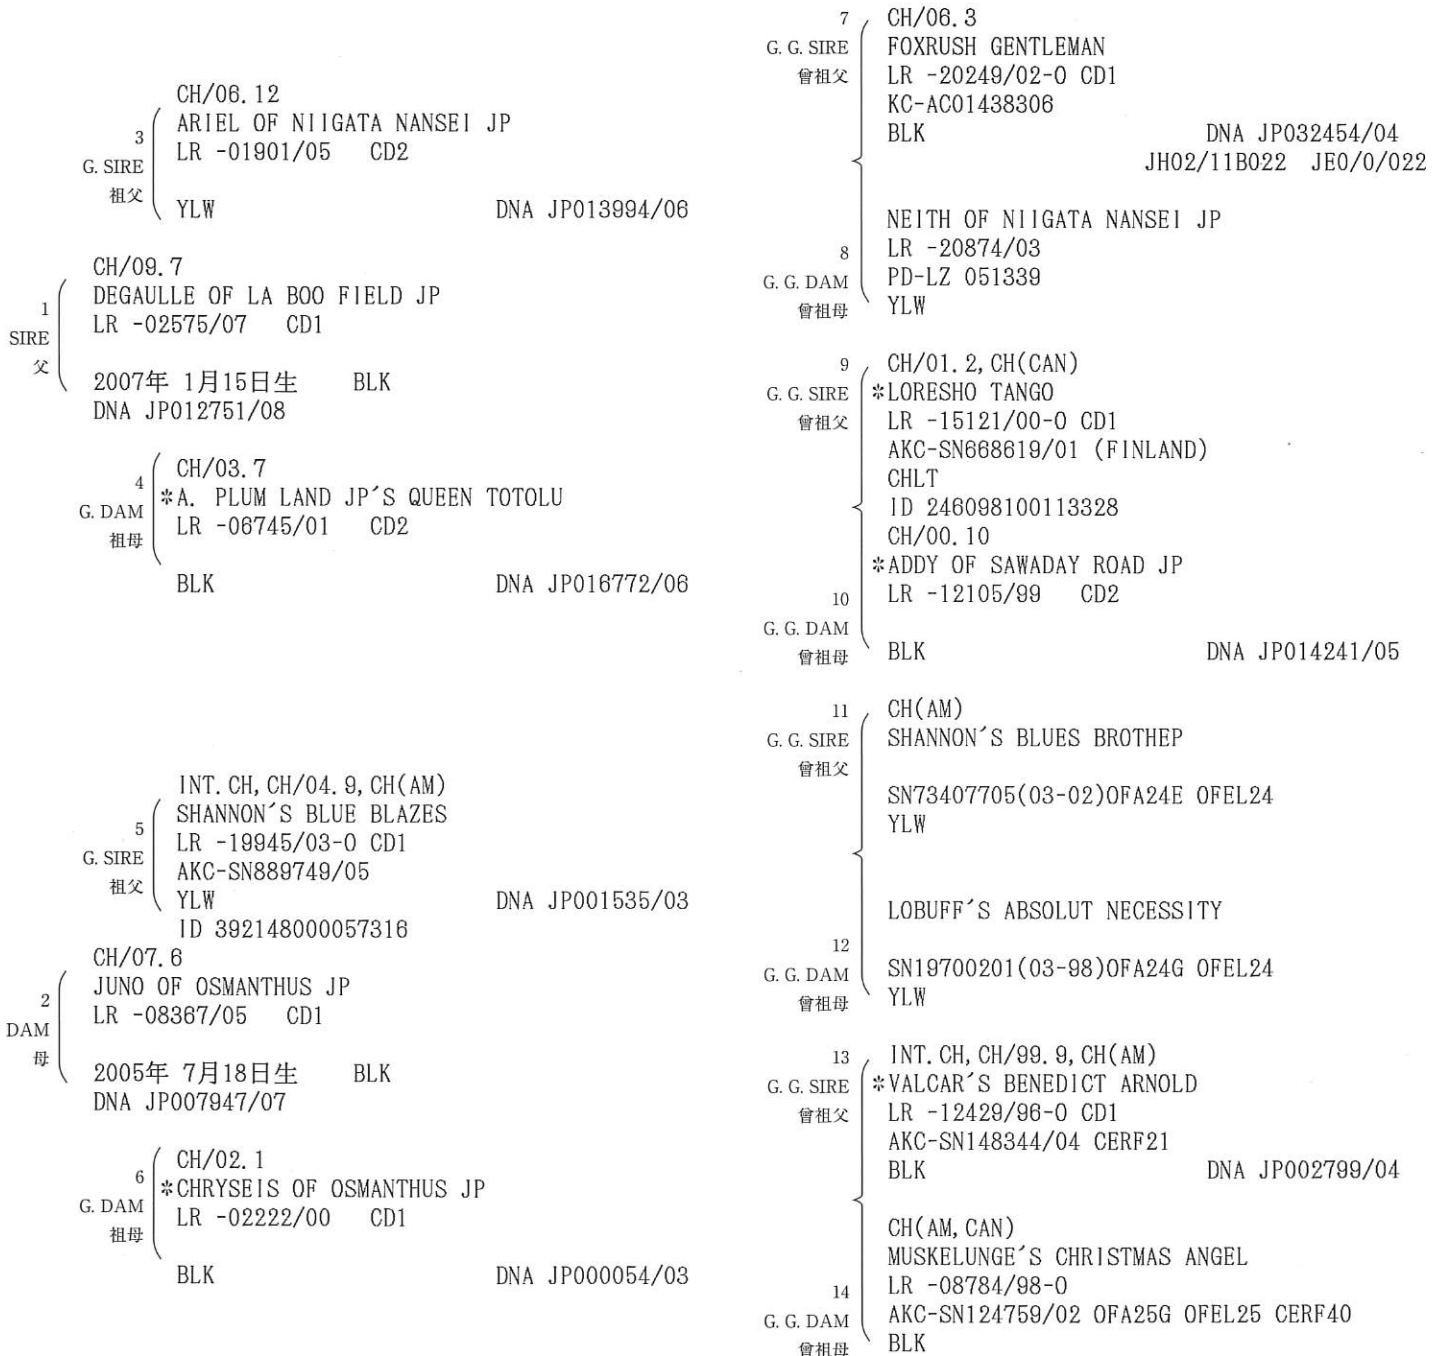 CH/06.12
3 ARIEL OF NIIGATA NANSEI JP
G. SIRE LR -01901/05 CD2
祖父
YLW DNA JP013994/06
CH/09.7
1 DEGAULLE OF LA BOO FIELD JP
SIRE LR -02575/07 CD1
父
2007年 1月15日生 BLK
DNA JP012751/08
CH/03.7
4 *A. PLUM LAND JP´S QUEEN TOTOLU
G. DAM LR -06745/01 CD2
祖母
BLK DNA JP016772/06
INT.CH,CH/04.9,CH(AM)
SHANNON´S BLUE BLAZES
5 LR -19945/03-0 CD1
G. SIRE AKC-SN889749/05
祖父 YLW DNA JP001535/03
ID 392148000057316
CH/07.6
2 JUNO OF OSMANTHUS JP
DAM LR -08367/05 CD1
母
2005年 7月18日生 BLK
DNA JP007947/07
CH/02.1
6 *CHRYSEIS OF OSMANTHUS JP
G. DAM LR -02222/00 CD1
祖母
BLK DNA JP000054/03
7 CH/06.3
G. G. SIRE FOXRUSH GENTLEMAN
曾祖父 LR -20249/02-0 CD1
KC-AC01438306
BLK DNA JP032454/04
JH02/11B022 JE0/0/022
NEITH OF NIIGATA NANSEI JP
8 LR -20874/03
G. G. DAM PD-LZ 051339
曾祖母 YLW
9 CH/01.2,CH(CAN)
G. G. SIRE *LORESHO TANGO
曾祖父 LR -15121/00-0 CD1
AKC-SN668619/01 (FINLAND)
CHLT
ID 246098100113328
CH/00.10
*ADDY OF SAWADAY ROAD JP
10 LR -12105/99 CD2
G. G. DAM
曾祖母 BLK DNA JP014241/05
11 CH(AM)
G. G. SIRE SHANNON´S BLUES BROTHEP
曾祖父
SN73407705(03-02)OFA24E OFEL24
YLW
LOBUFF´S ABSOLUT NECESSITY
12
G. G. DAM SN19700201(03-98)OFA24G OFEL24
曾祖母 YLW
13 INT.CH,CH/99.9,CH(AM)
G. G. SIRE *VALCAR´S BENEDICT ARNOLD
曾祖父 LR -12429/96-0 CD1
AKC-SN148344/04 CERF21
BLK DNA JP002799/04
CH(AM,CAN)
MUSKELUNGE´S CHRISTMAS ANGEL
14 LR -08784/98-0
G. G. DAM AKC-SN124759/02 OFA25G OFEL25 CERF40
曾祖母 BLK